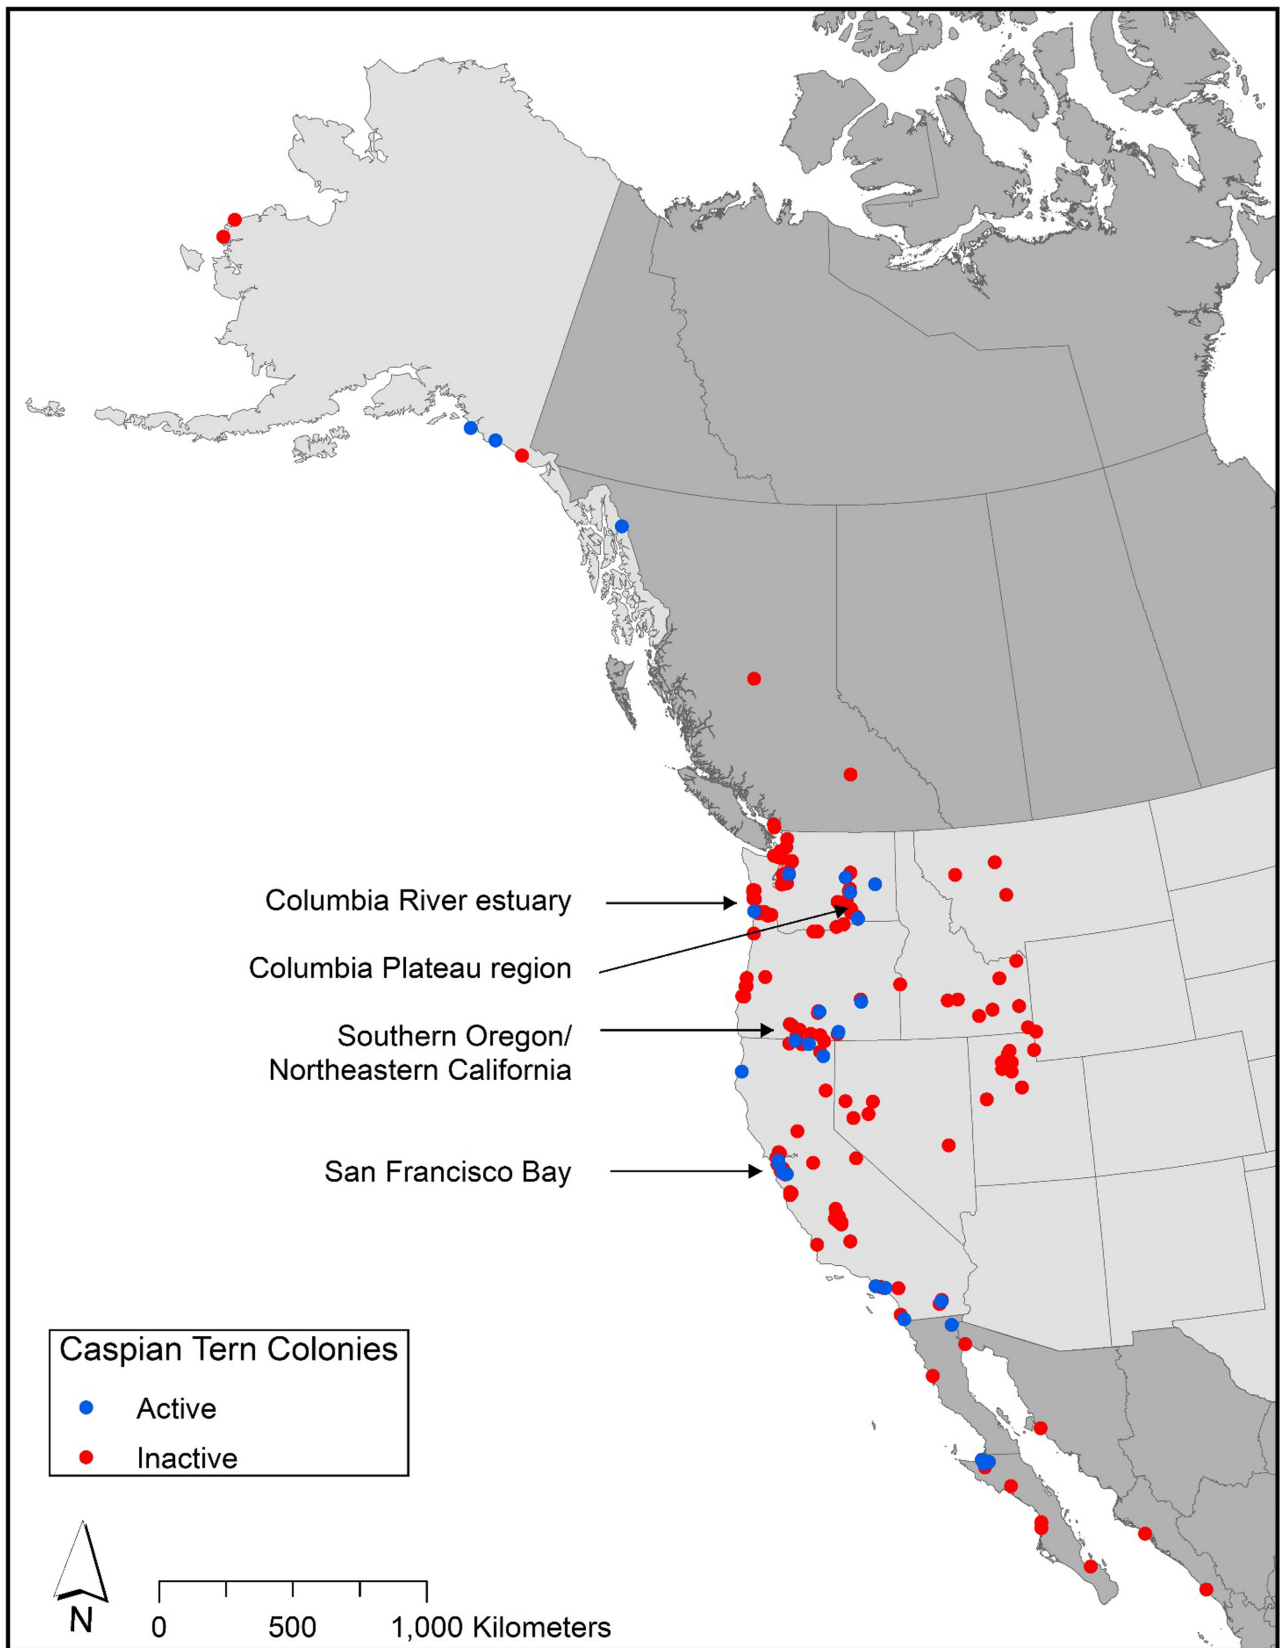 Columbia River estuary
Columbia Plateau region
Southern Oregon/
Northeastern California
San Francisco Bay
Caspian Tern Colonies
Active
Inactive
N
0 500 1,000 Kilometers